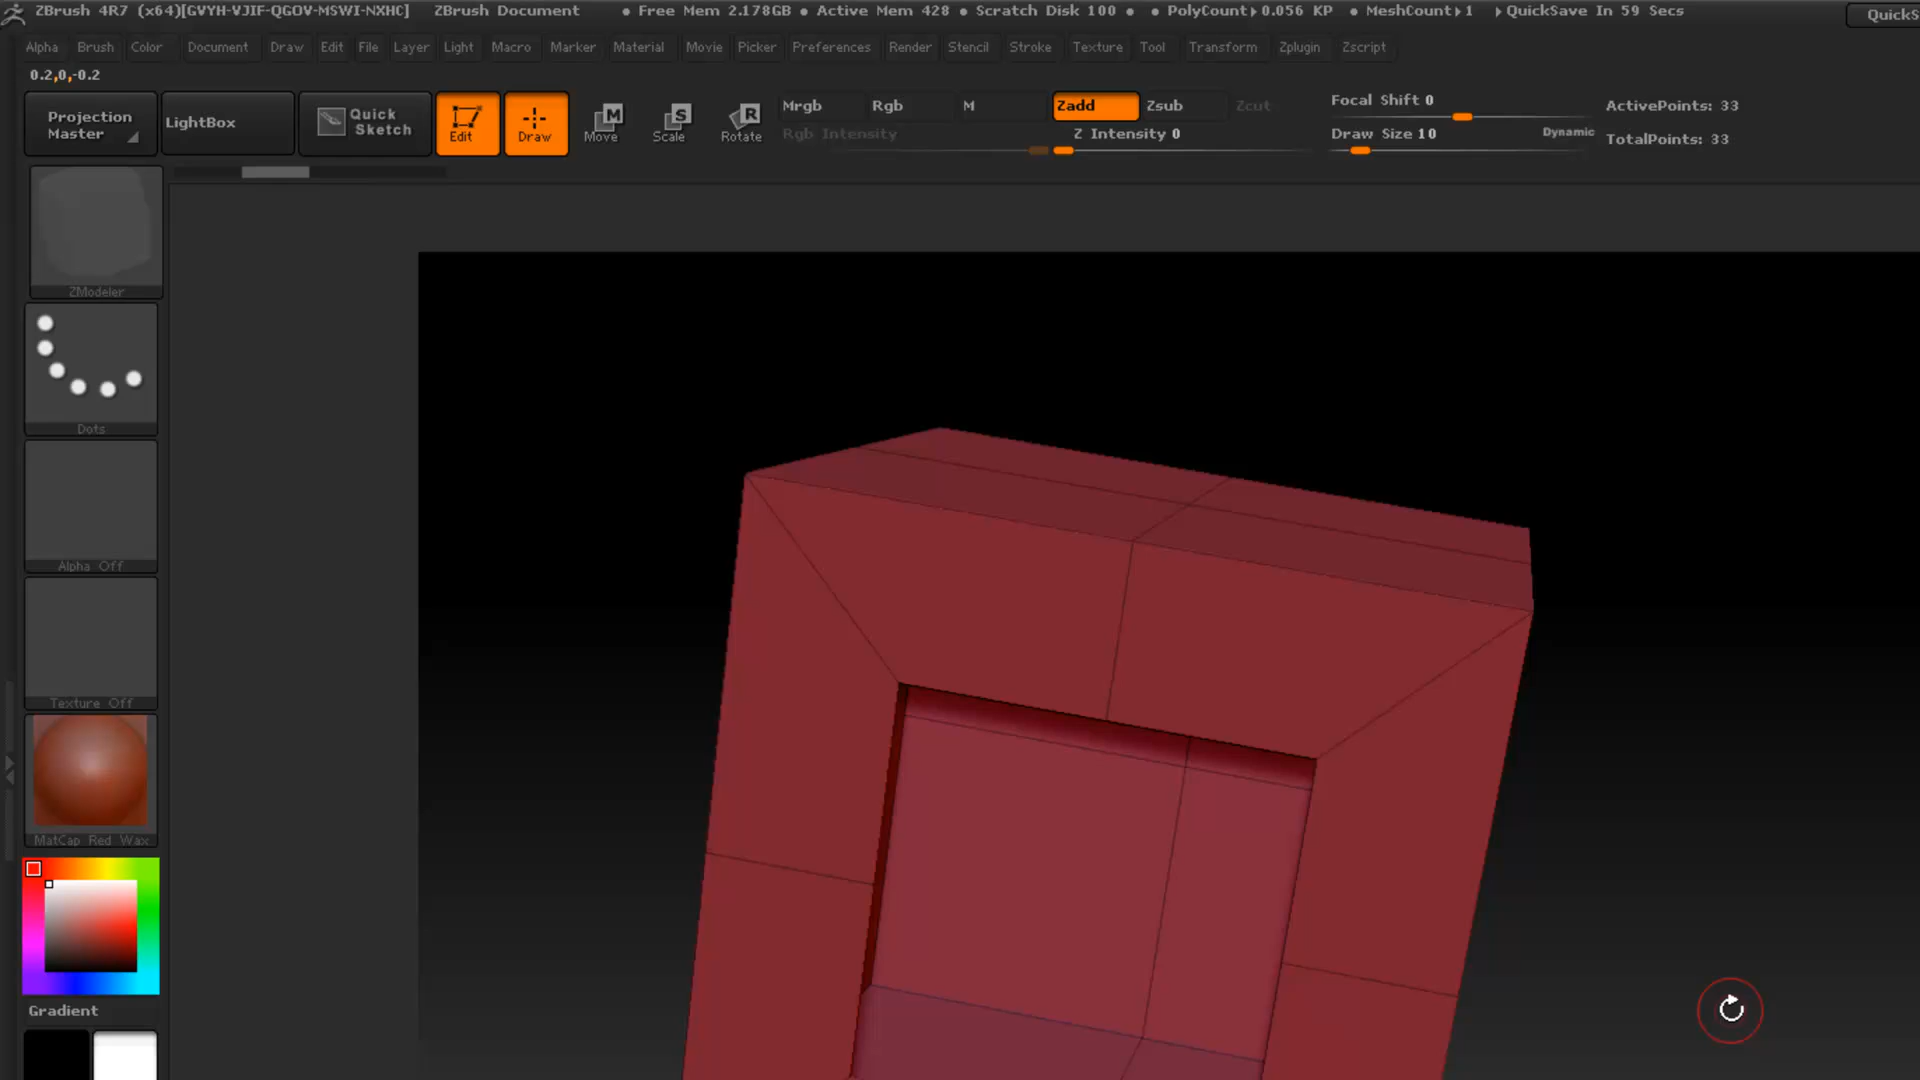 ZBrush 4R7 (x64)[GVYH-VJIF-QGOV-MSWI-NXHC] ZBrush Document • Free Mem 2.178GB • Active Mem 428 • Scratch Disk 100 • • PolyCount▸0.056 KP • MeshCount▸1 ▸QuickSave In 59 Secs QuickS
Alpha Brush Color Document Draw Edit File Layer Light Macro Marker Material Movie Picker Preferences Render Stencil Stroke Texture Tool Transform Zplugin Zscript
0.2,0,-0.2
Projection Master
LightBox
Quick Sketch
Edit
Draw
M
Move
S
Scale
R
Rotate
Mrgb Rgb M Zadd Zsub Zcut
Rgb Intensity Z Intensity 0
Focal Shift 0
Draw Size 10 Dynamic
ActivePoints: 33
TotalPoints: 33
ZModeler
Dots
Alpha Off
Texture Off
MatCap Red Wax
Gradient